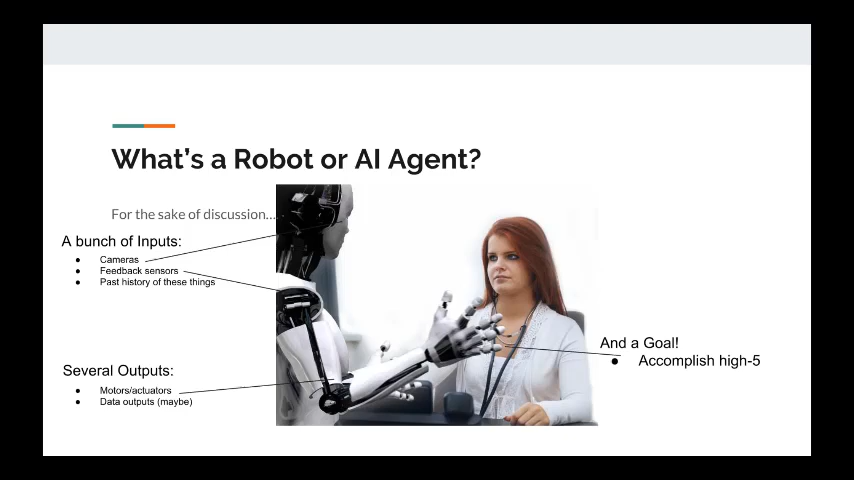 What's a Robot or AI Agent?
For the sake of discussion...
A bunch of Inputs:
● Cameras
● Feedback sensors
● Past history of these things
Several Outputs:
● Motors/actuators
● Data outputs (maybe)
And a Goal!
● Accomplish high-5